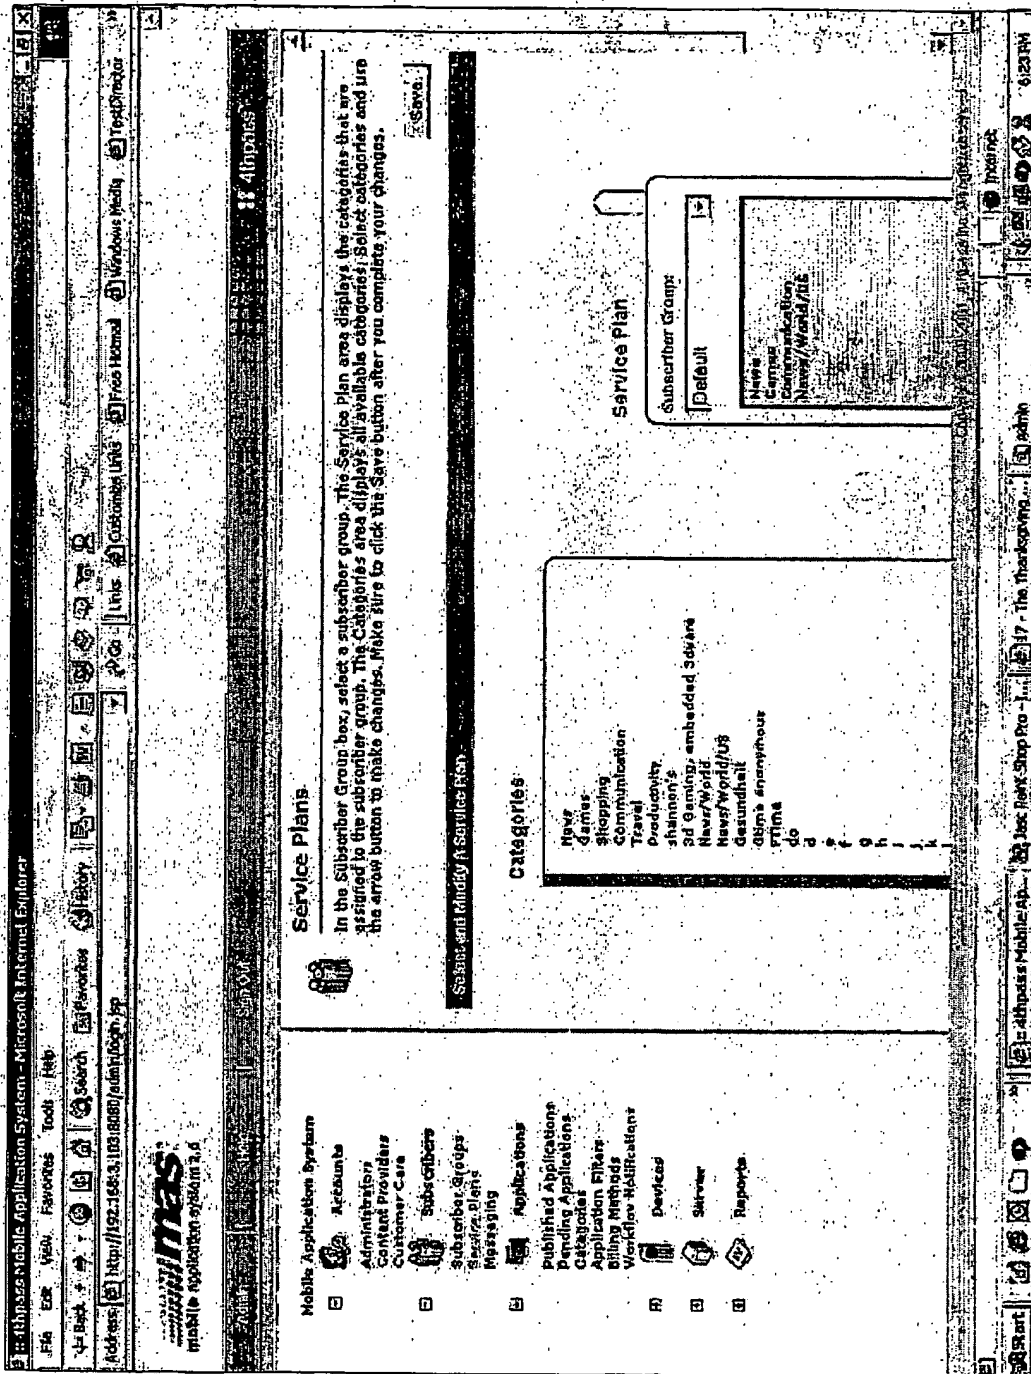 4thpass Mobile Application System - Microsoft Internet Explorer
File Edit View Favorites Tools Help
Back Search Favorites History
Address http://192.168.3.103:8080/admin/login.jsp Go Links Customize Links Free Hotmail Windows Media TestDirector
mas
mobile application system 2.0
4thpass
Mobile Application System
Accounts
Administrators
Content Providers
Customer Care
Subscribers
Subscriber Groups
Service Plans
Messaging
Applications
Published Applications
Pending Applications
Categories
Application Filters
Billing Methods
Workflow Notifications
Devices
Server
Reports
Service Plans
In the Subscriber Group box, select a subscriber group. The Service Plan area displays the categories that are
assigned to the subscriber group. The Categories area displays all available categories. Select categories and use
the arrow button to make changes. Make sure to click the Save button after you complete your changes.
Save
Select and Modify A Service Plan
Categories
News
Games
Shopping
Communication
Travel
Productivity
shannon's
3d Gaming, embedded 3dware
News/World
News/World/US
Gesundheit
PTime
do
d
e
f
g
h
i
j
k
Service Plan
Subscriber Group:
Default
News
Games
Communication
News/World/US
Internet
Start 4thpass Mobile Ap... Jasc Paint Shop Pro - I... 17 - The Thanksgiving ... admin 6:23 PM